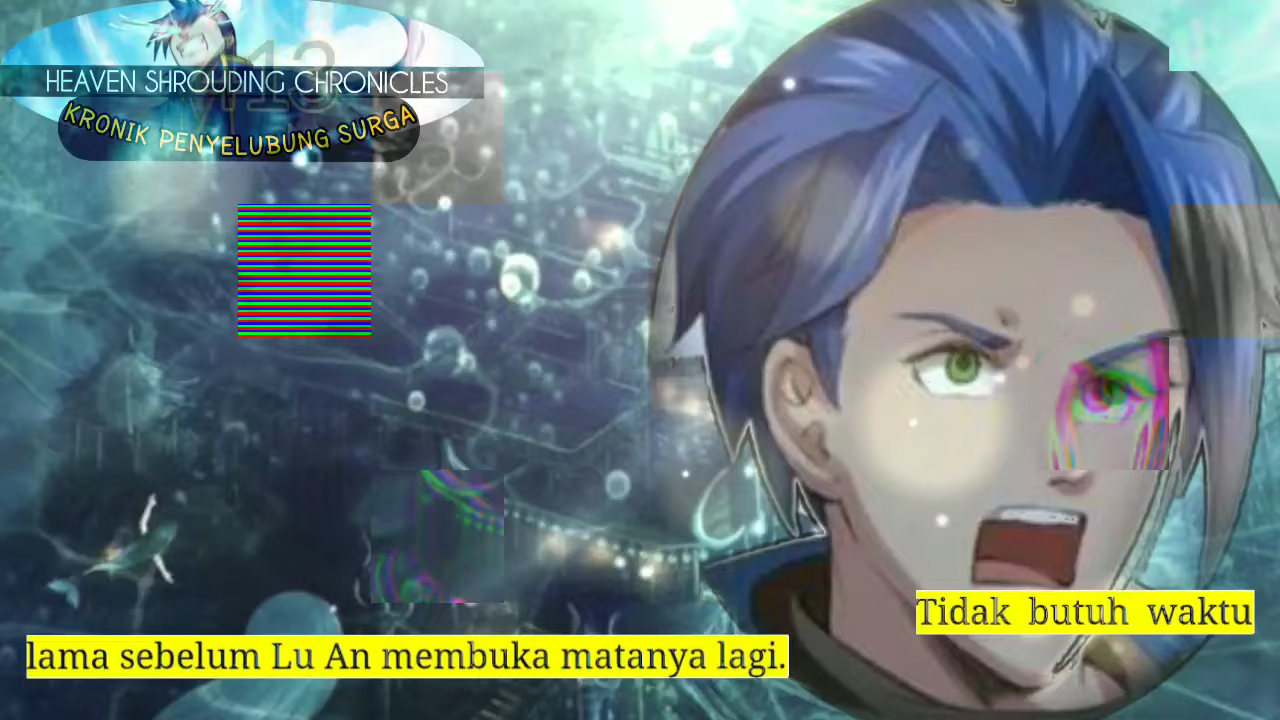 HEAVEN SHROUDING CHRONICLES
KRONIK PENYELUBUNG SURGA
Tidak butuh waktu
lama sebelum Lu An membuka matanya lagi.